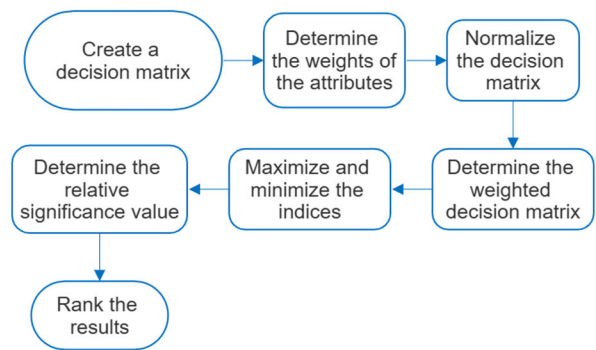 Create a
decision matrix
Determine
the weights of
the attributes
Normalize
the decision
matrix
Determine the
weighted
decision matrix
Maximize and
minimize the
indices
Determine the
relative
significance value
Rank the
results